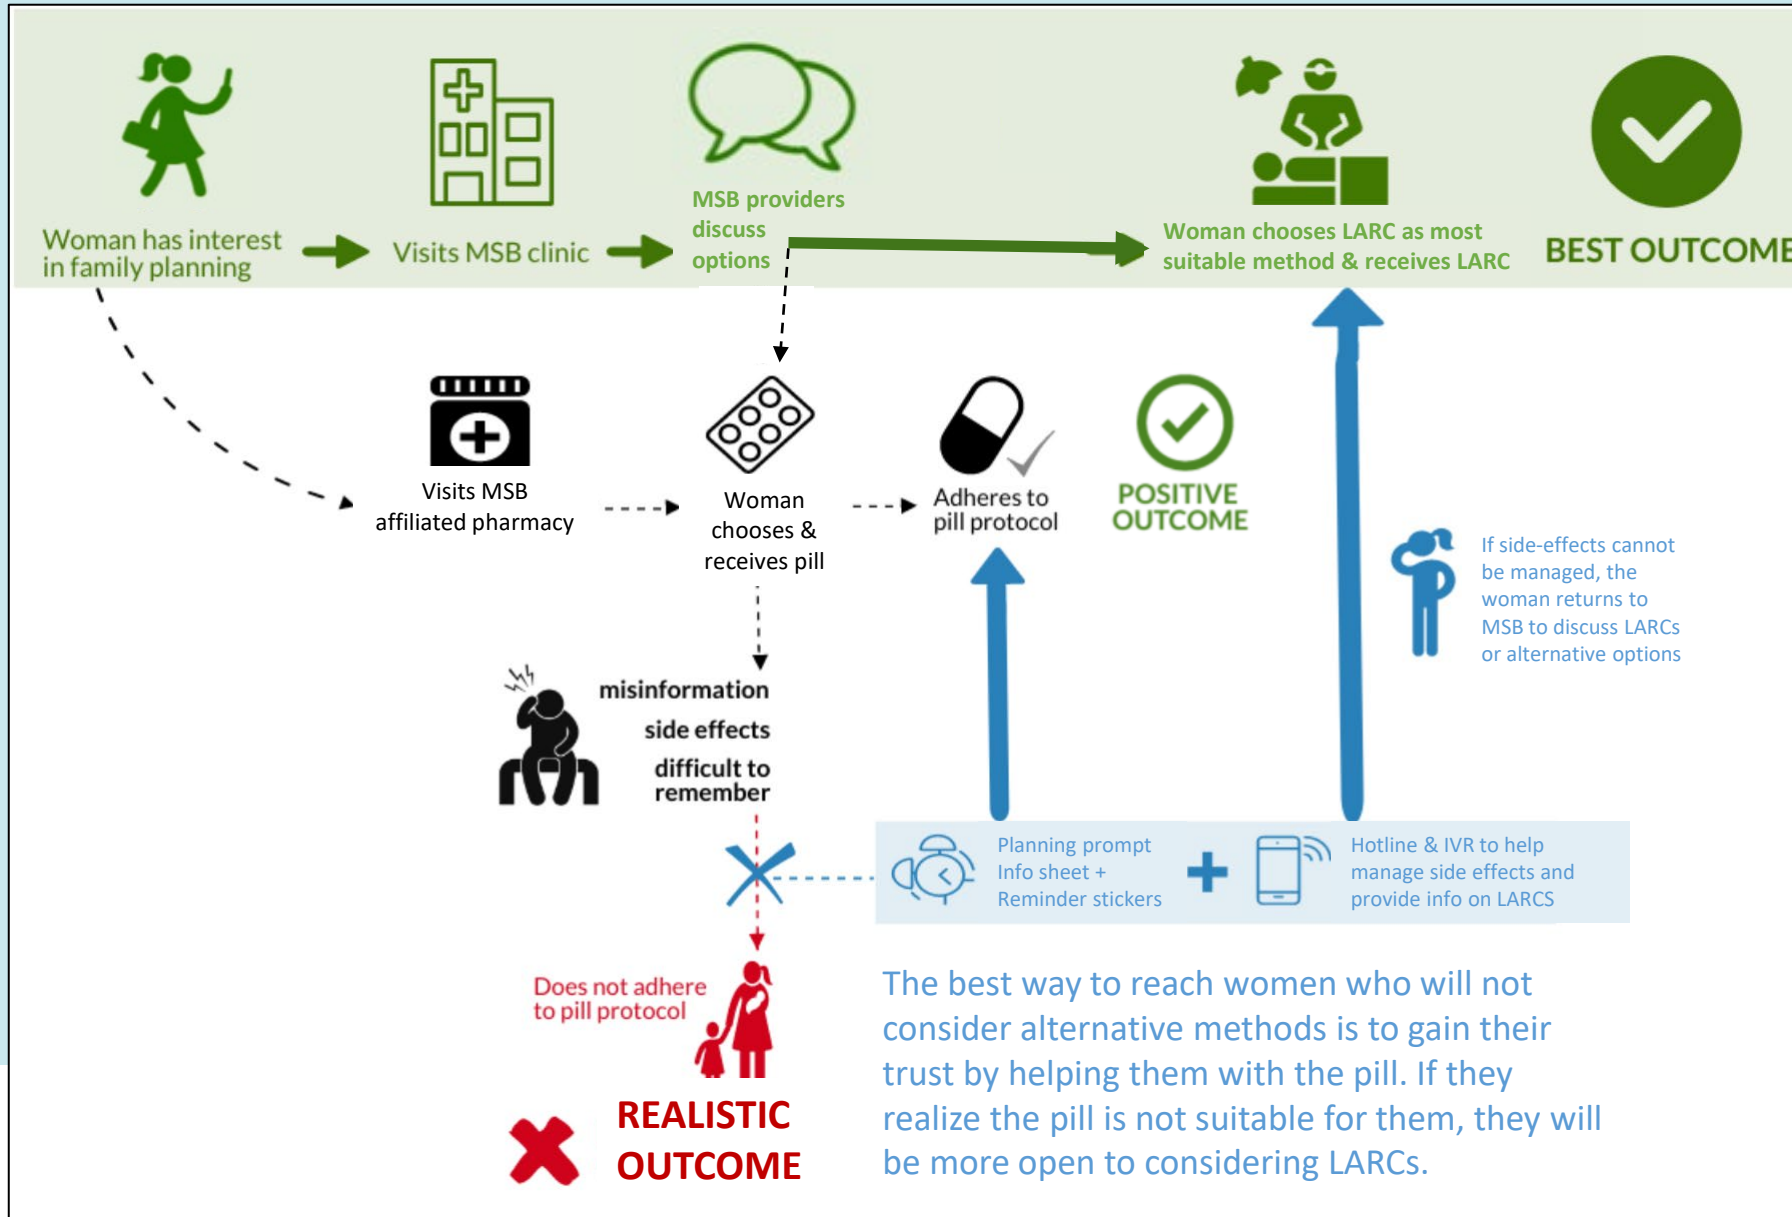 Woman has interest
in family planning
Visits MSB clinic
MSB providers
discuss
options
Woman chooses LARC as most
suitable method & receives LARC
BEST OUTCOME
Visits MSB
affiliated pharmacy
Woman
chooses &
receives pill
Adheres to
pill protocol
POSITIVE
OUTCOME
If side-effects cannot
be managed, the
woman returns to
MSB to discuss LARCs
or alternative options
misinformation
side effects
difficult to
remember
Planning prompt
Info sheet +
Reminder stickers
Hotline & IVR to help
manage side effects and
provide info on LARCS
Does not adhere
to pill protocol
REALISTIC
OUTCOME
The best way to reach women who will not
consider alternative methods is to gain their
trust by helping them with the pill. If they
realize the pill is not suitable for them, they will
be more open to considering LARCs.